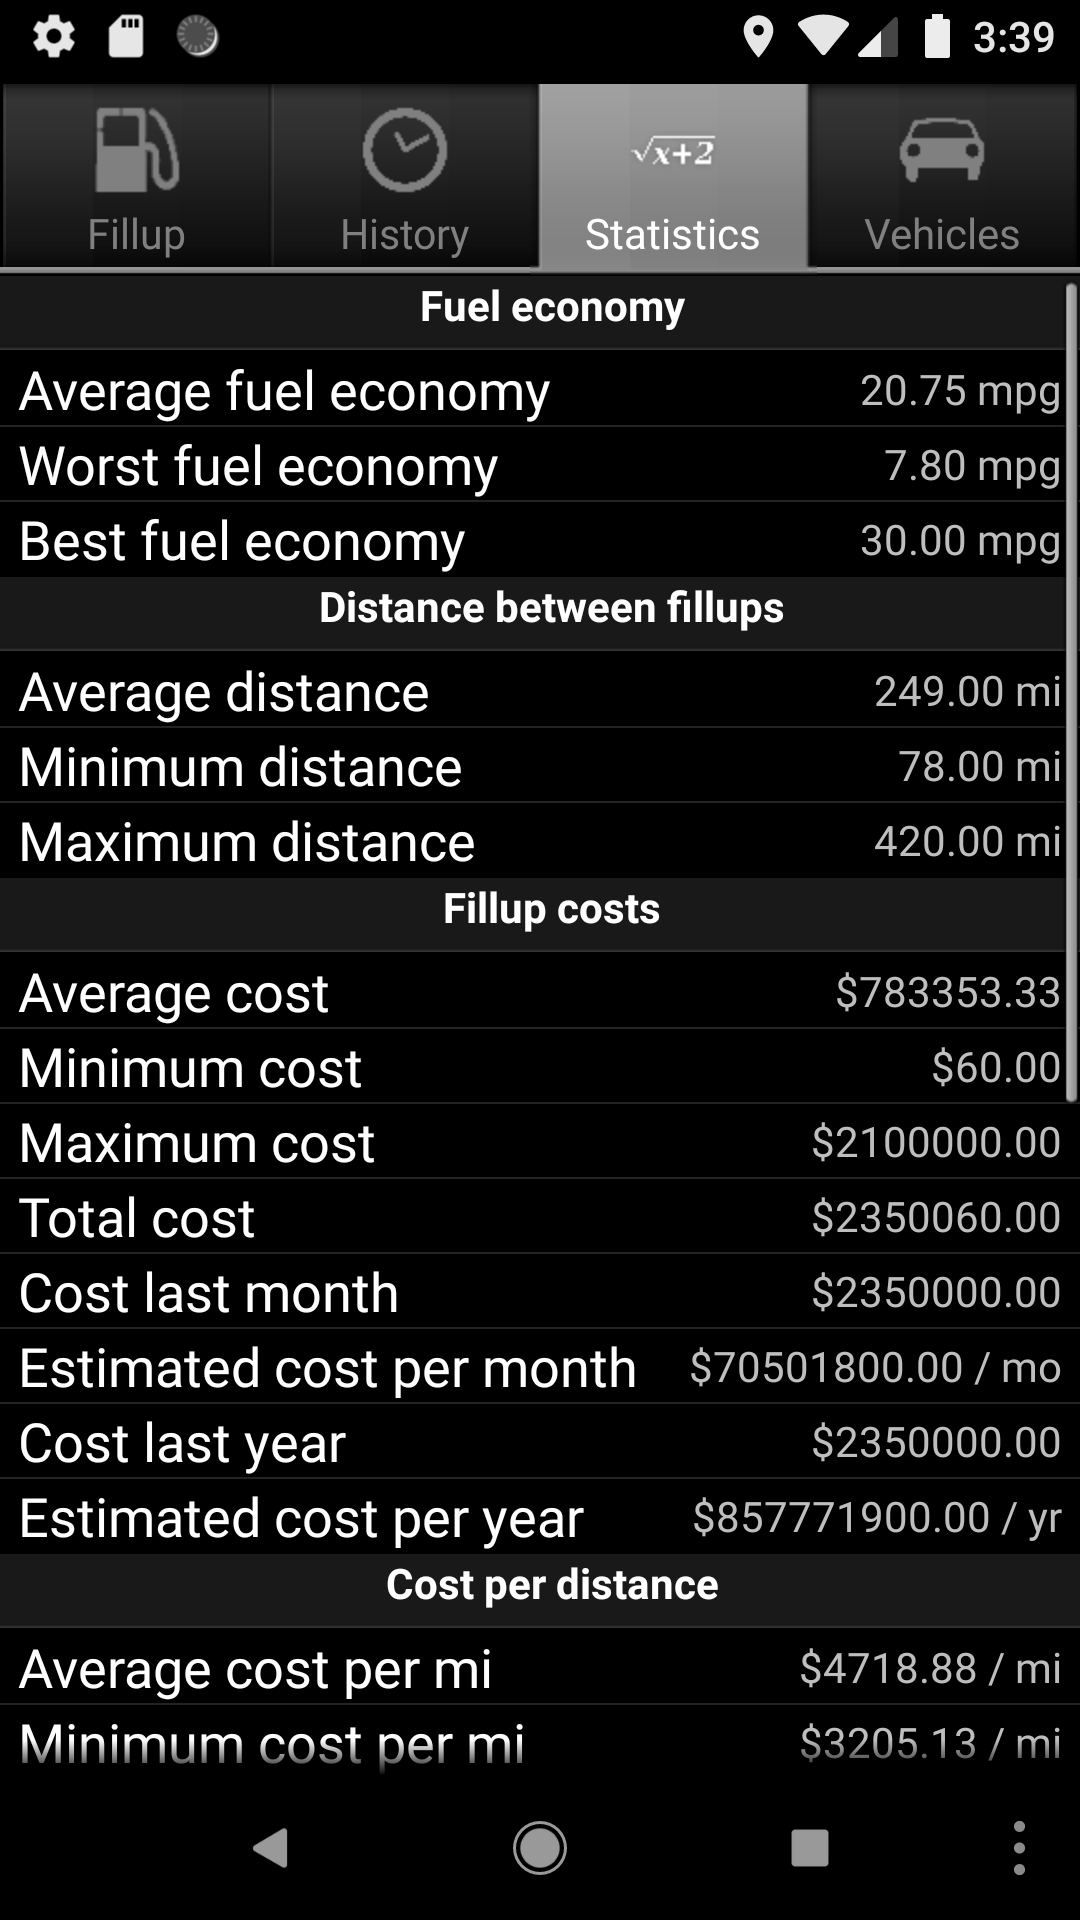 3:39
Fillup
History
√x+2
Statistics
Vehicles
Fuel economy
Average fuel economy 20.75 mpg
Worst fuel economy 7.80 mpg
Best fuel economy 30.00 mpg
Distance between fillups
Average distance 249.00 mi
Minimum distance 78.00 mi
Maximum distance 420.00 mi
Fillup costs
Average cost $783353.33
Minimum cost $60.00
Maximum cost $2100000.00
Total cost $2350060.00
Cost last month $2350000.00
Estimated cost per month $70501800.00 / mo
Cost last year $2350000.00
Estimated cost per year $857771900.00 / yr
Cost per distance
Average cost per mi $4718.88 / mi
Minimum cost per mi $3205.13 / mi